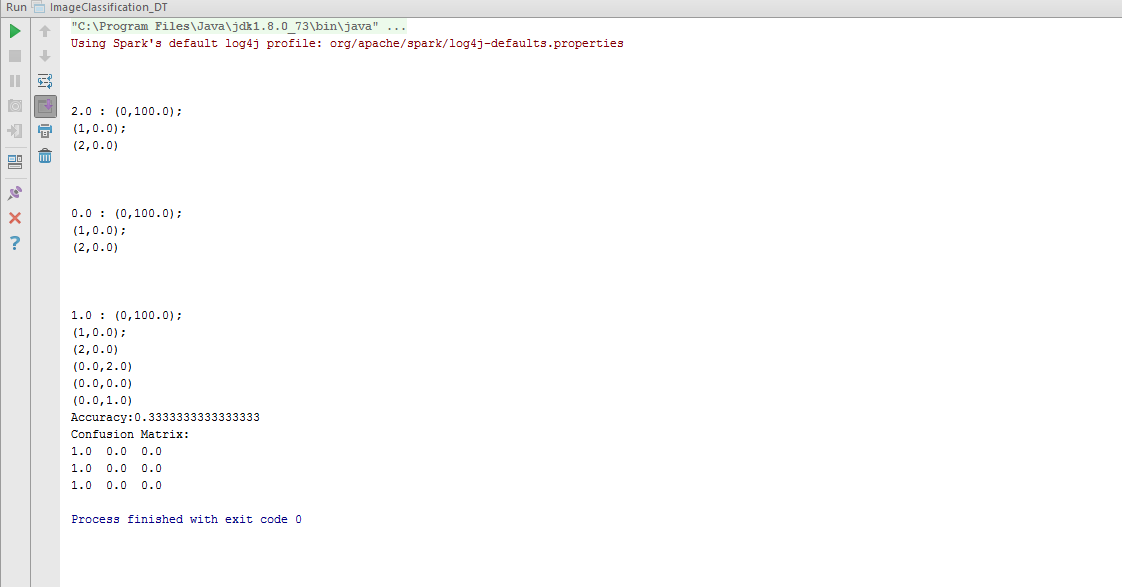 Run ImageClassification_DT
"C:\Program Files\Java\jdk1.8.0_73\bin\java" ...
Using Spark's default log4j profile: org/apache/spark/log4j-defaults.properties
2.0 : (0,100.0);
(1,0.0);
(2,0.0)
0.0 : (0,100.0);
(1,0.0);
(2,0.0)
1.0 : (0,100.0);
(1,0.0);
(2,0.0)
(0.0,2.0)
(0.0,0.0)
(0.0,1.0)
Accuracy:0.3333333333333333
Confusion Matrix:
1.0  0.0  0.0
1.0  0.0  0.0
1.0  0.0  0.0
Process finished with exit code 0